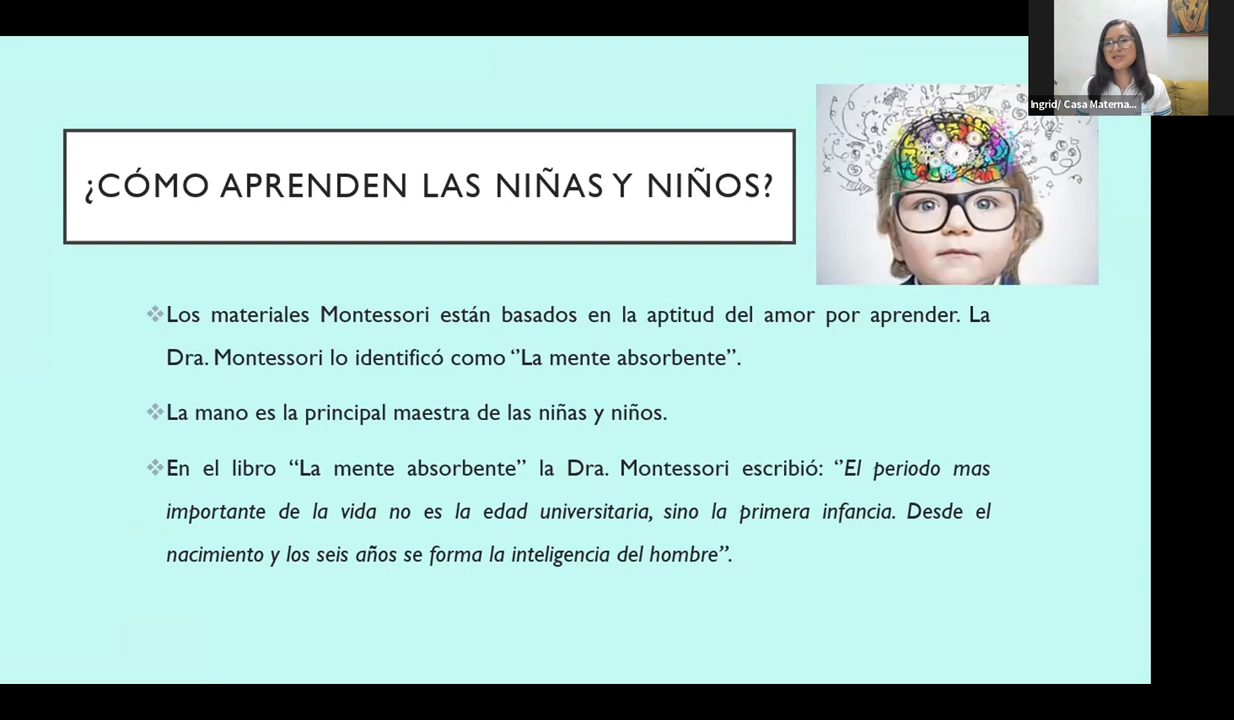 Ingrid/ Casa Materna...
¿CÓMO APRENDEN LAS NIÑAS Y NIÑOS?
Los materiales Montessori están basados en la aptitud del amor por aprender. La
Dra. Montessori lo identificó como ‘’La mente absorbente’’.
La mano es la principal maestra de las niñas y niños.
En el libro “La mente absorbente” la Dra. Montessori escribió: ‘’El periodo mas
importante de la vida no es la edad universitaria, sino la primera infancia. Desde el
nacimiento y los seis años se forma la inteligencia del hombre”.